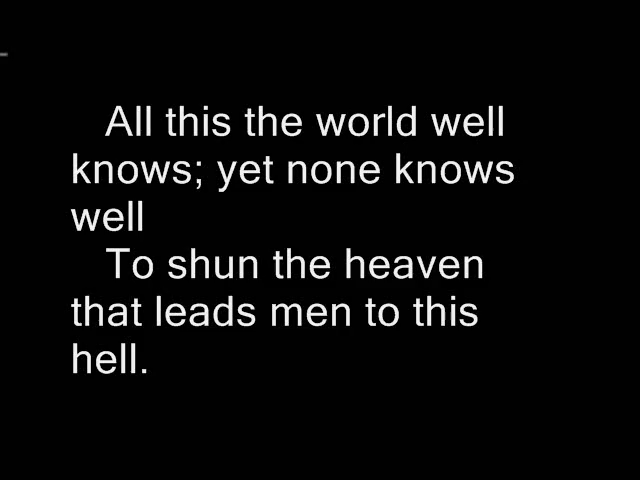 All this the world well
knows; yet none knows
well
To shun the heaven
that leads men to this
hell.